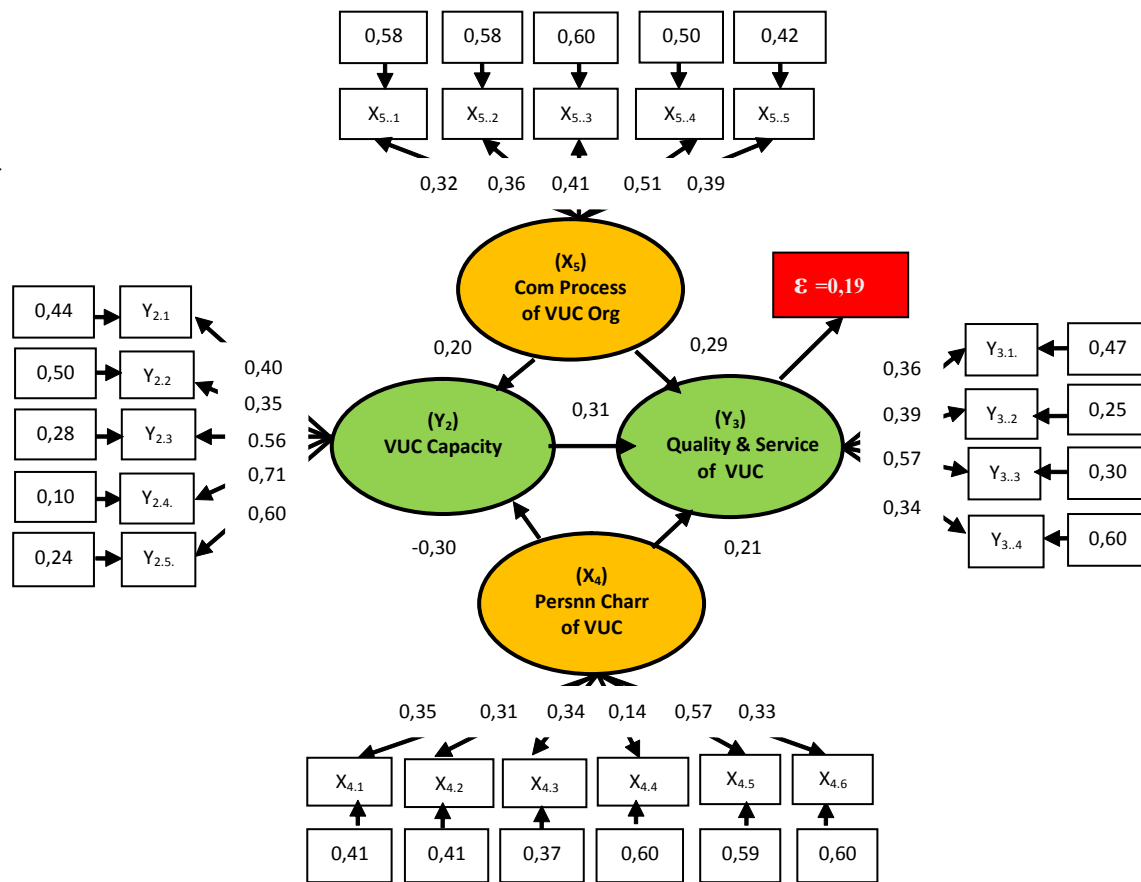 0,58 0,58 0,60 0,50 0,42
X5..1 X5..2 X5..3 X5..4 X5..5
0,32 0,36 0,41 0,51 0,39
(X5)
Com Process
of VUC Org
ε =0,19
0,44 Y2.1
0,50 Y2.2
0,28 Y2.3
0,10 Y2.4.
0,24 Y2.5.
0,40
0,35
0,56
0,71
0,60
0,20 0,29
(Y2)
VUC Capacity
0,31
(Y3)
Quality & Service
of VUC
0,36
0,39
0,57
0,34
Y3.1. 0,47
Y3..2 0,25
Y3..3 0,30
Y3..4 0,60
-0,30 0,21
(X4)
Persnn Charr
of VUC
0,35 0,31 0,34 0,14 0,57 0,33
X4.1 X4.2 X4.3 X4.4 X4.5 X4.6
0,41 0,41 0,37 0,60 0,59 0,60